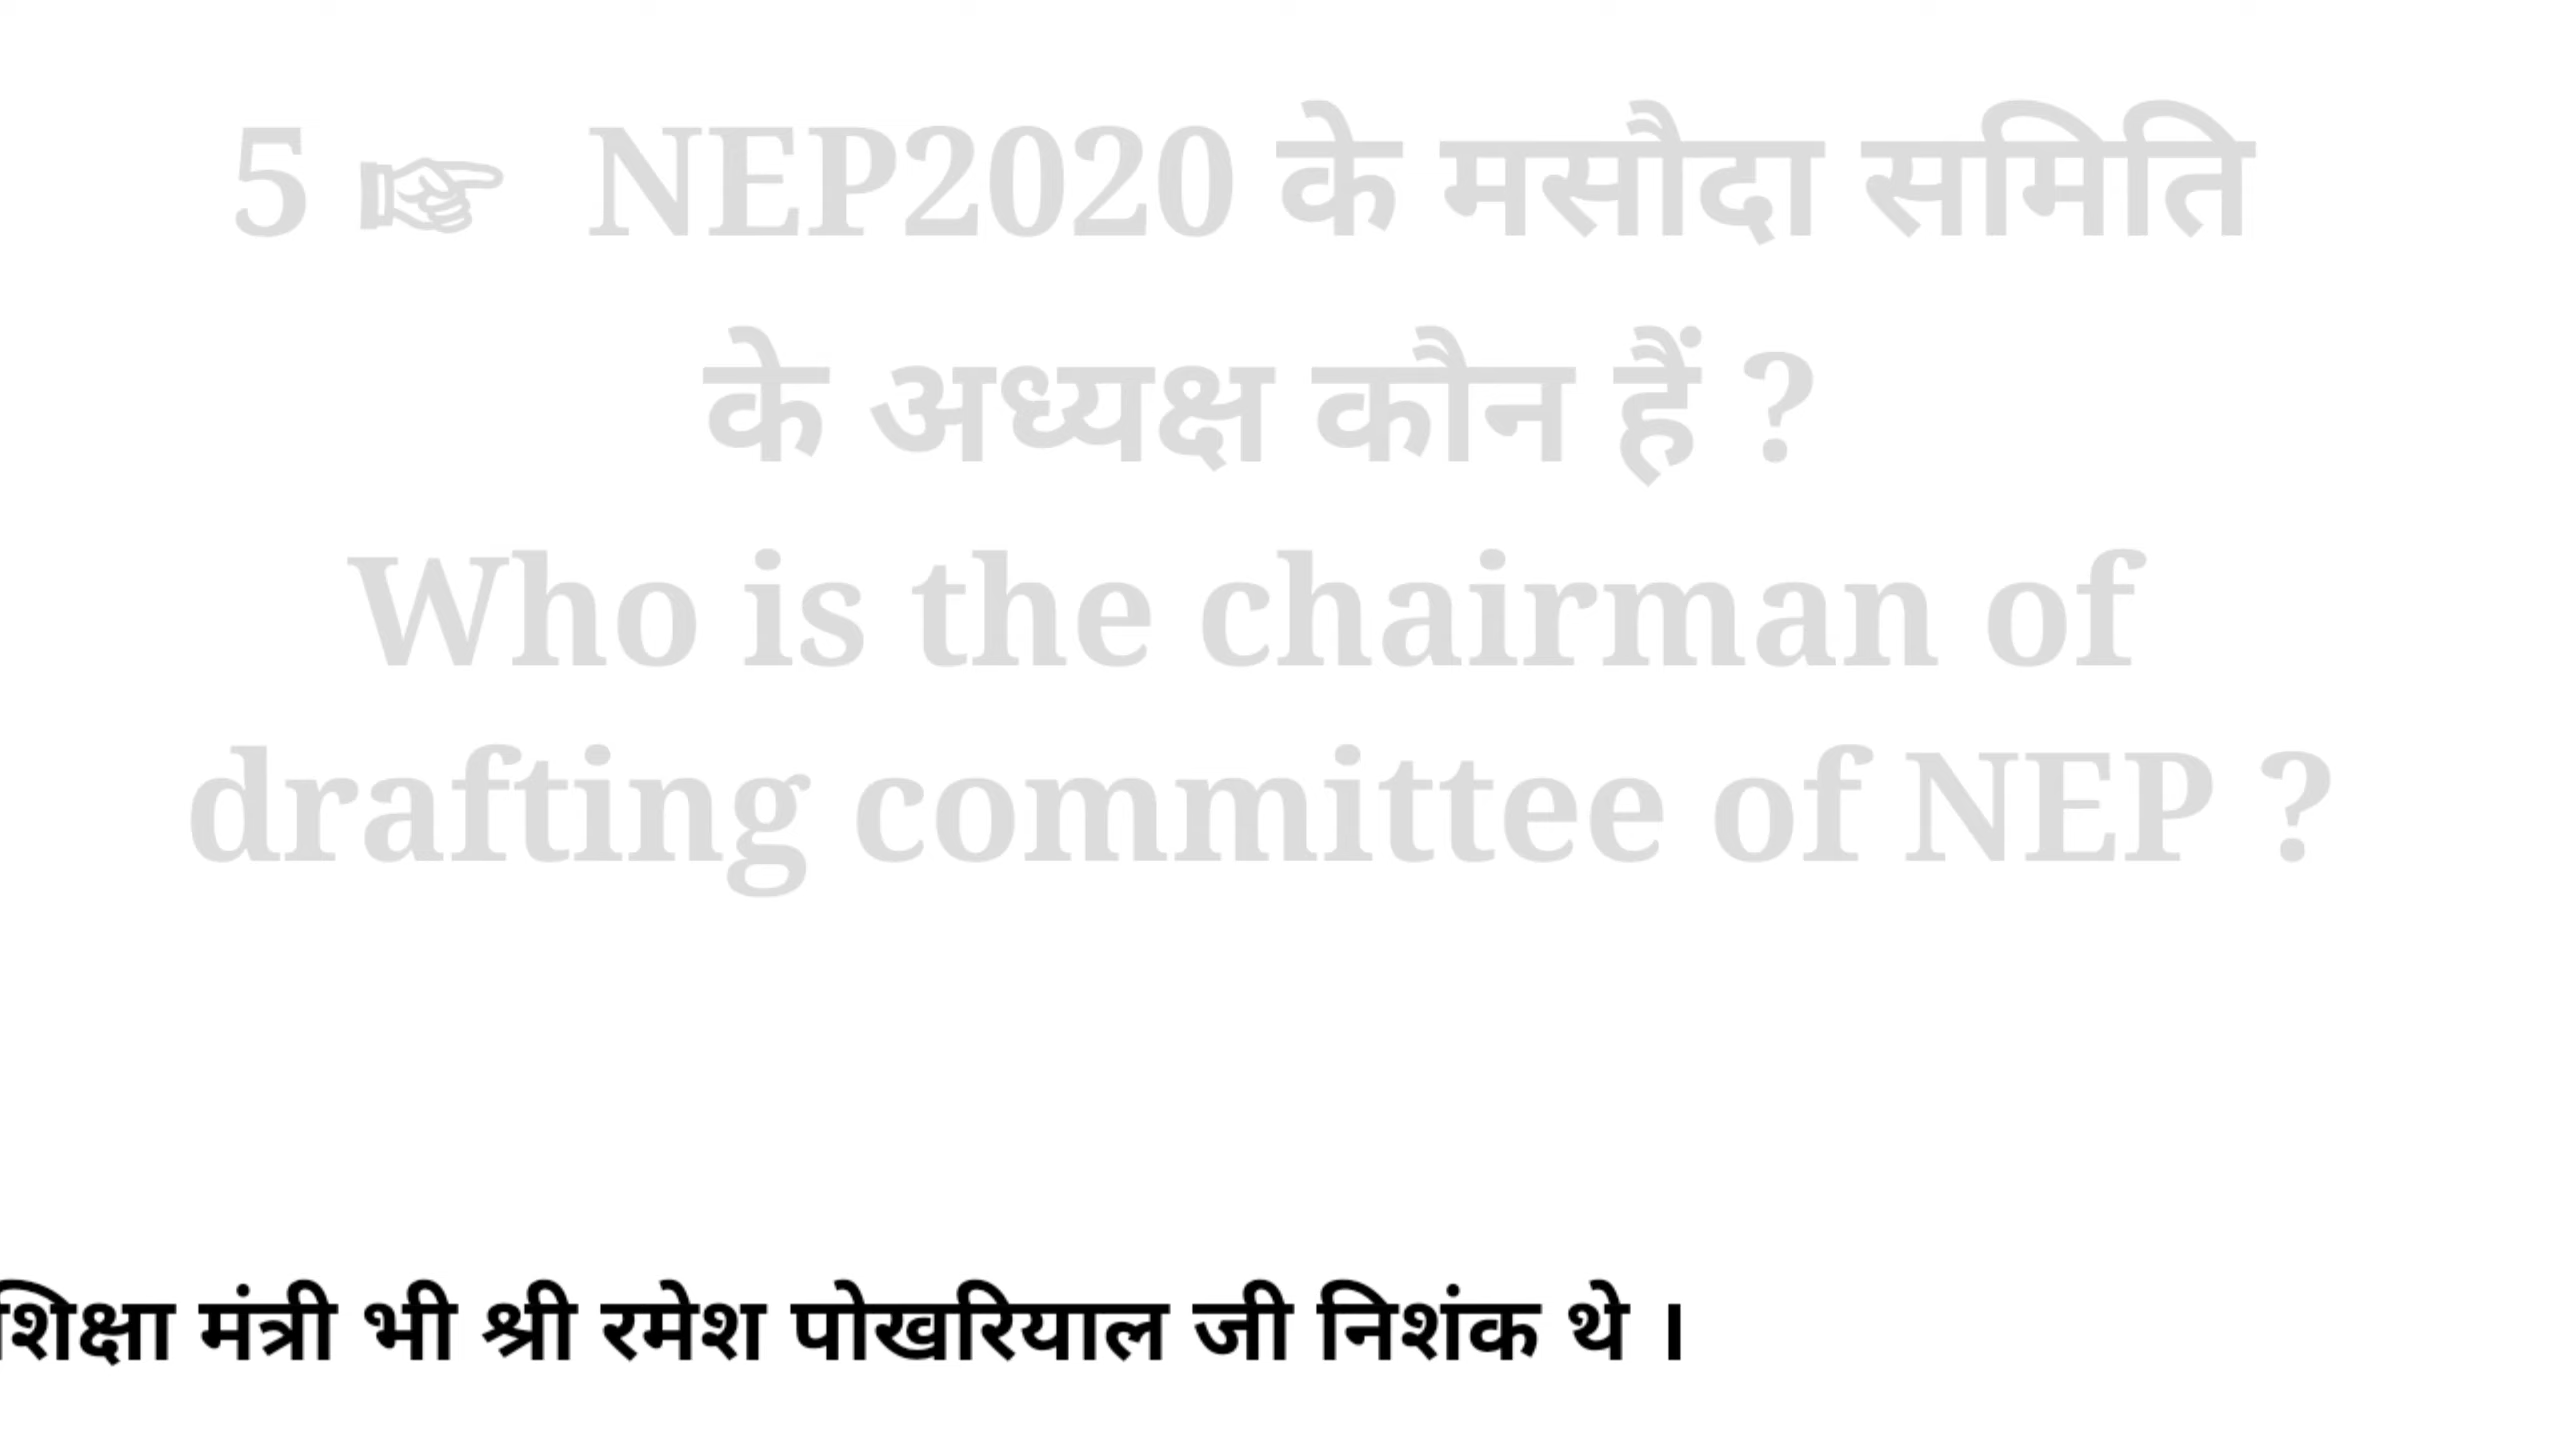 5 ☞ NEP2020 के मसौदा समिति
के अध्यक्ष कौन हैं ?
Who is the chairman of
drafting committee of NEP ?
शिक्षा मंत्री भी श्री रमेश पोखरियाल जी निशंक थे ।